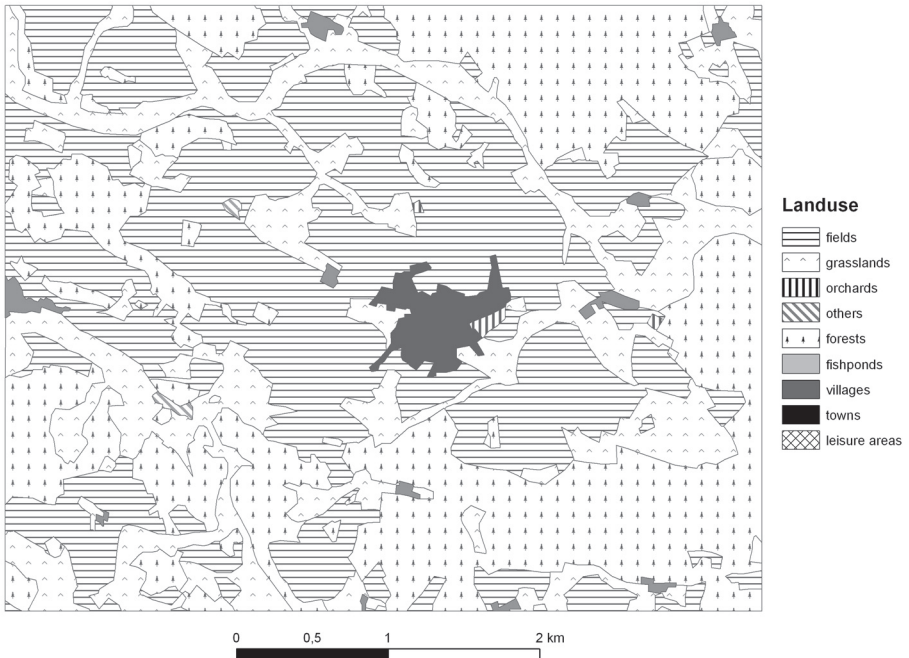 Landuse
fields
grasslands
orchards
others
forests
fishponds
villages
towns
leisure areas
0 0,5 1 2 km